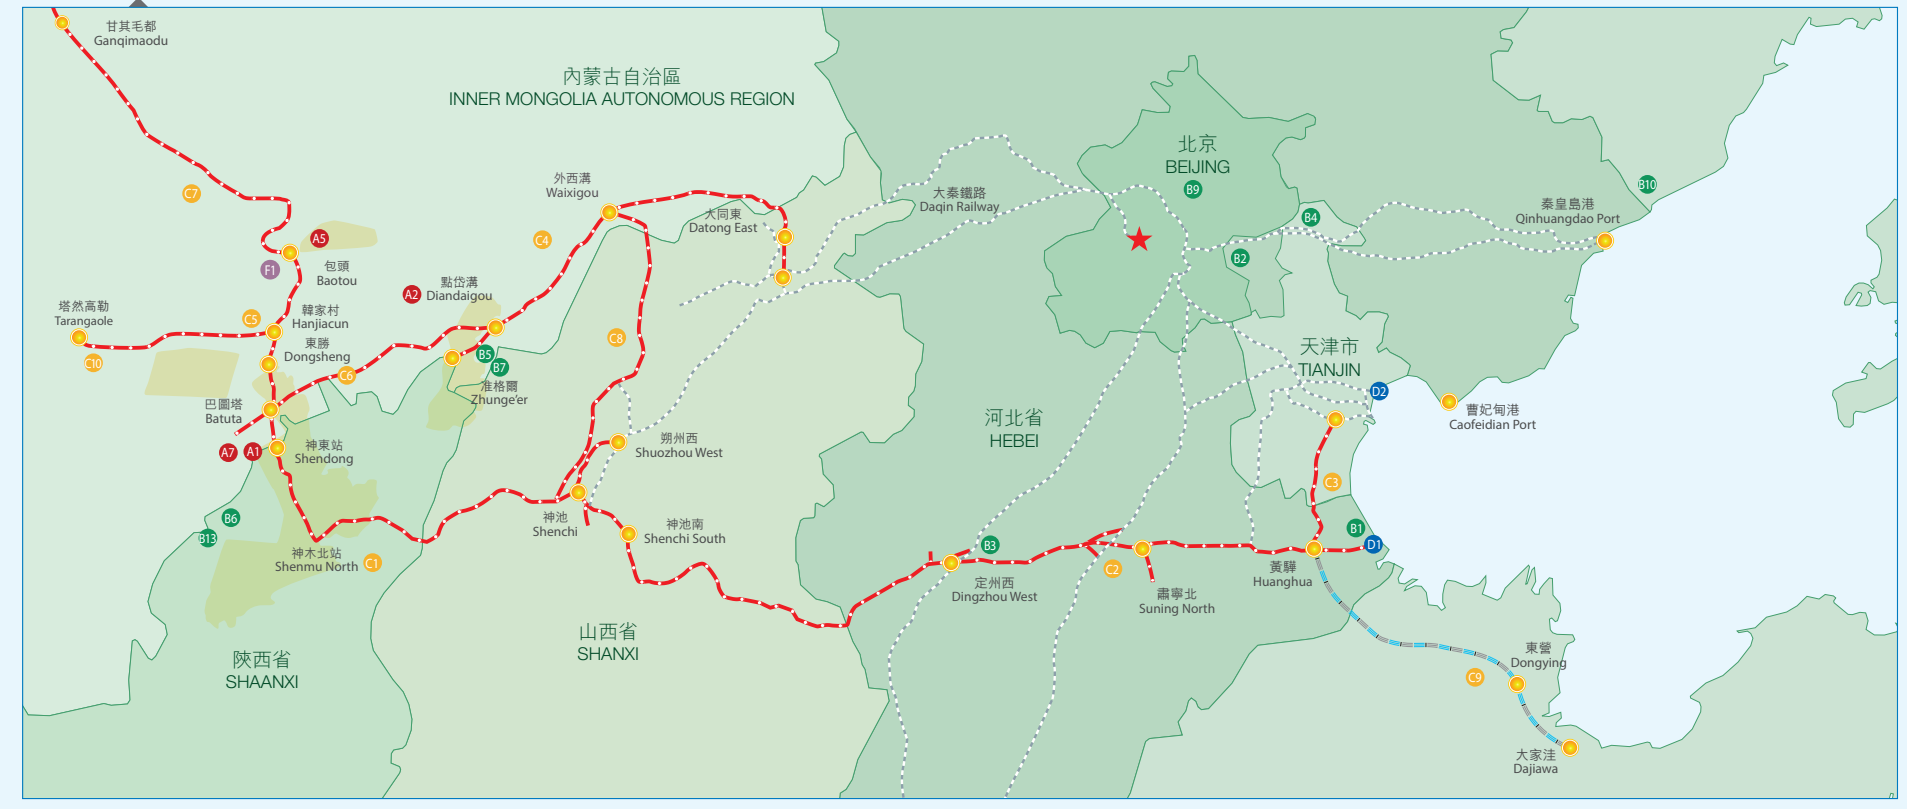 甘其毛都
Ganqimaodu
內蒙古自治區
INNER MONGOLIA AUTONOMOUS REGION
北京
BEIJING
B9
B10
C7
外西溝
Waixigou
大同東
Datong East
大秦鐵路
Daqin Railway
秦皇島港
Qinhuangdao Port
B4
B2
A5
C4
F1
包頭
Baotou
A2
點岱溝
Diandaigou
塔然高勒
Tarangaole
C5
韓家村
Hanjiacun
C10
東勝
Dongsheng
C6
B5
B7
C8
准格爾
Zhunge'er
天津市
TIANJIN
D2
曹妃甸港
Caofeidian Port
巴圖塔
Batuta
A7
A1
神東站
Shendong
朔州西
Shuozhou West
河北省
HEBEI
C3
B6
B13
神木北站
Shenmu North
C1
神池
Shenchi
神池南
Shenchi South
B3
定州西
Dingzhou West
C2
肅寧北
Suning North
黃驊
Huanghua
B1
D1
陝西省
SHAANXI
山西省
SHANXI
東營
Dongying
C9
大家洼
Dajiawa